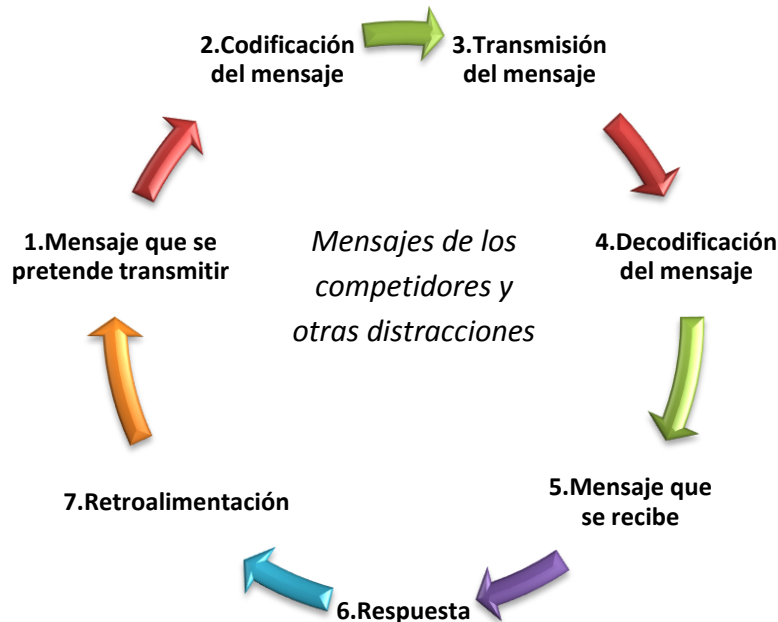 1.Mensaje que se
pretende transmitir
2.Codificación
del mensaje
3.Transmisión
del mensaje
4.Decodificación
del mensaje
5.Mensaje que
se recibe
6.Respuesta
7.Retroalimentación
Mensajes de los
competidores y
otras distracciones